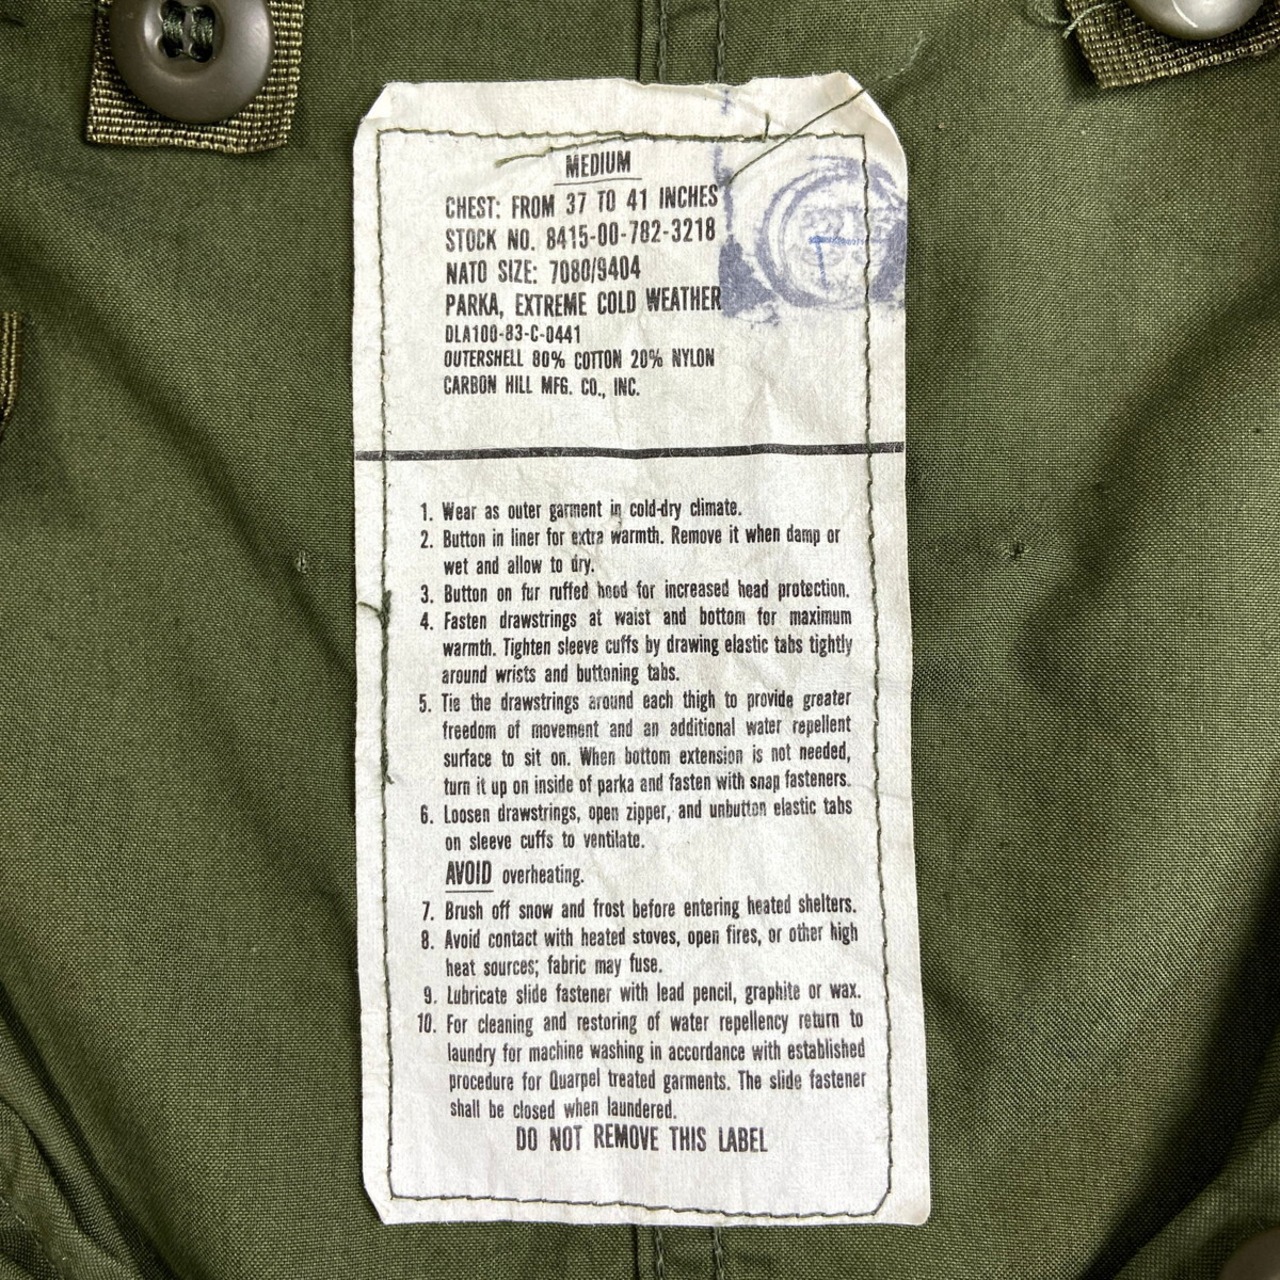 MEDIUM
CHEST: FROM 37 TO 41 INCHES
STOCK NO. 8415-00-782-3218
NATO SIZE: 7080/9404
PARKA, EXTREME COLD WEATHER
DLA100-83-C-0441
OUTERSHELL 80% COTTON 20% NYLON
CARBON HILL MFG. CO., INC.
1. Wear as outer garment in cold-dry climate.
2. Button in liner for extra warmth. Remove it when damp or
wet and allow to dry.
3. Button on fur ruffed hood for increased head protection.
4. Fasten drawstrings at waist and bottom for maximum
warmth. Tighten sleeve cuffs by drawing elastic tabs tightly
around wrists and buttoning tabs.
5. Tie the drawstrings around each thigh to provide greater
freedom of movement and an additional water repellent
surface to sit on. When bottom extension is not needed,
turn it up on inside of parka and fasten with snap fasteners.
6. Loosen drawstrings, open zipper, and unbutton elastic tabs
on sleeve cuffs to ventilate.
AVOID overheating.
7. Brush off snow and frost before entering heated shelters.
8. Avoid contact with heated stoves, open fires, or other high
heat sources; fabric may fuse.
9. Lubricate slide fastener with lead pencil, graphite or wax.
10. For cleaning and restoring of water repellency return to
laundry for machine washing in accordance with established
procedure for Quarpel treated garments. The slide fastener
shall be closed when laundered.
DO NOT REMOVE THIS LABEL